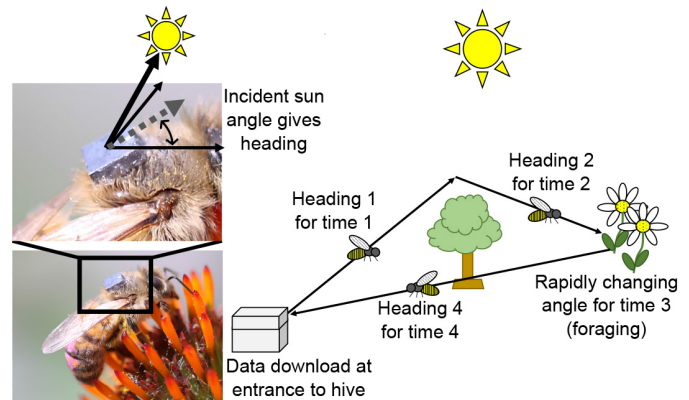 Incident sun
angle gives
heading
Heading 1
for time 1
Heading 2
for time 2
Rapidly changing
angle for time 3
(foraging)
Heading 4
for time 4
Data download at
entrance to hive